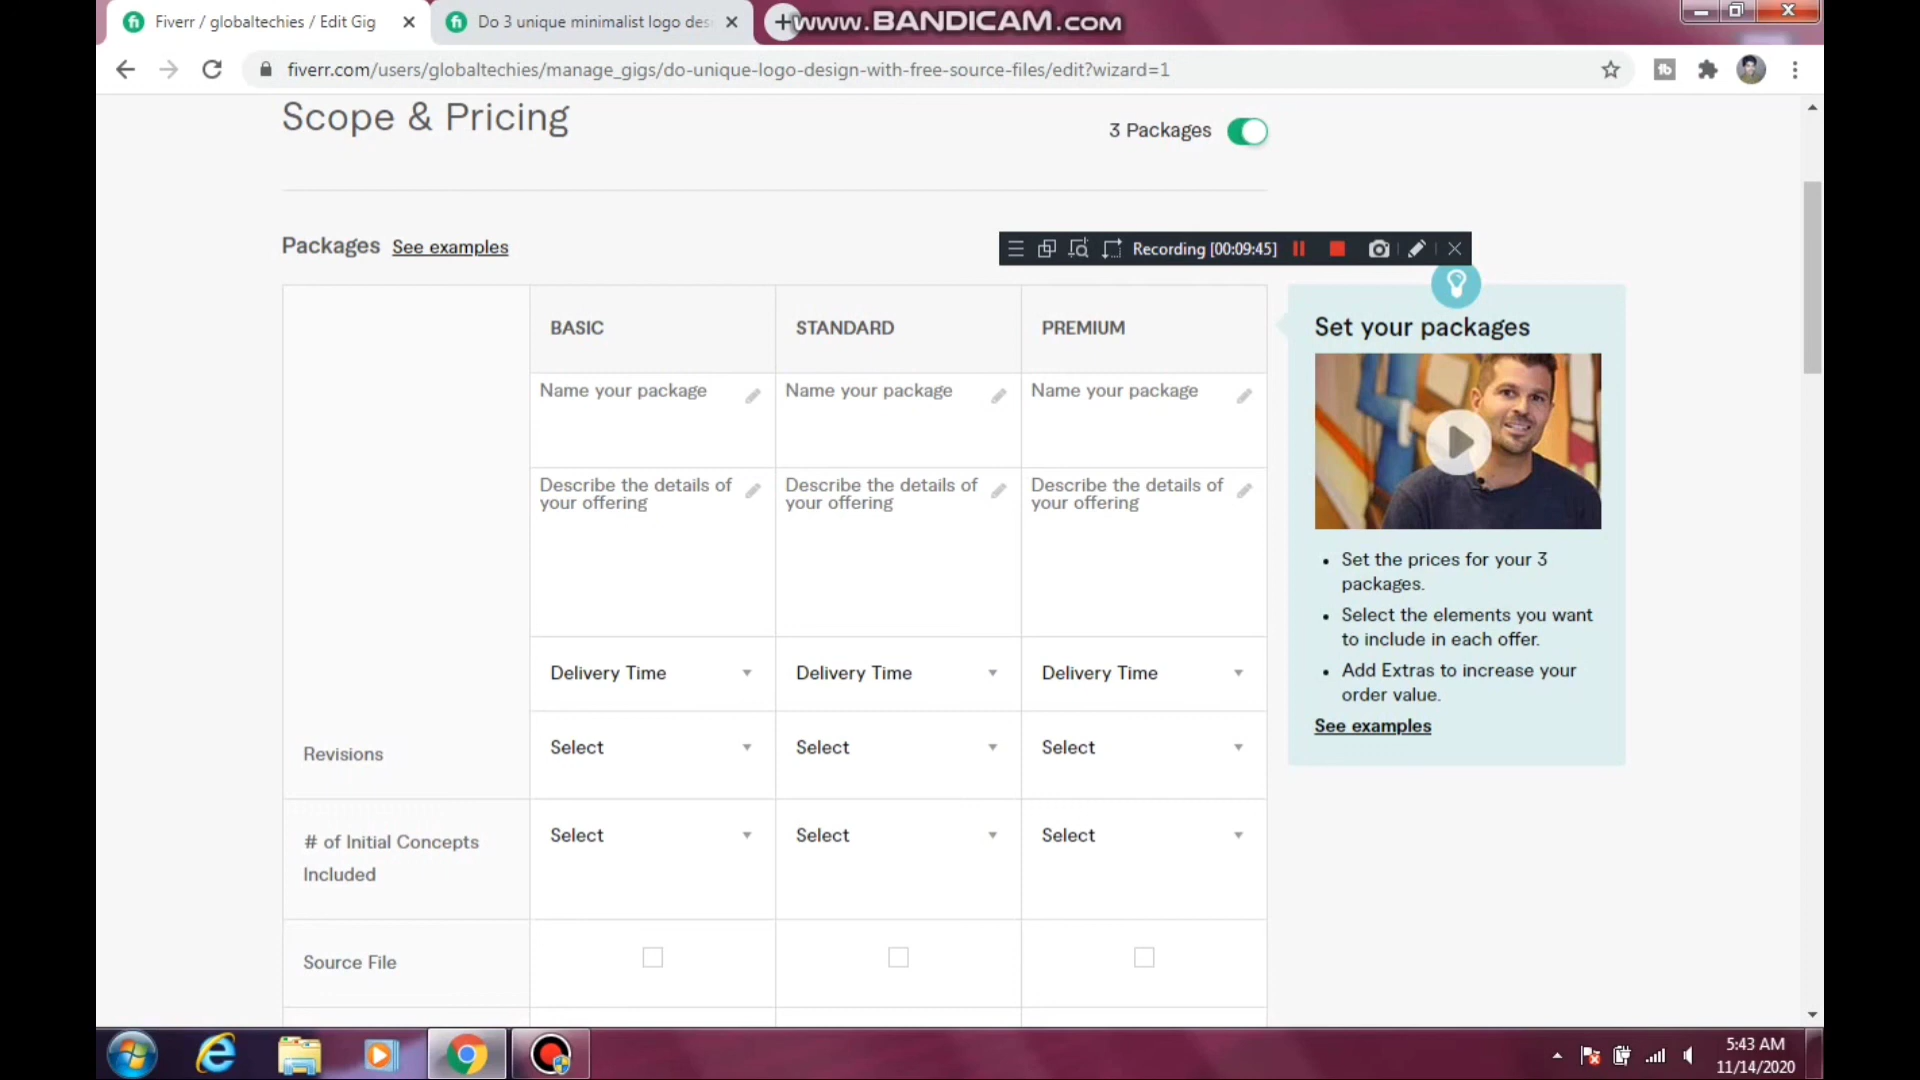 Fiverr / globaltechies / Edit Gig
Do 3 unique minimalist logo des
www.BANDICAM.com
fiverr.com/users/globaltechies/manage_gigs/do-unique-logo-design-with-free-source-files/edit?wizard=1
Scope & Pricing
3 Packages
Packages See examples
Recording [00:09:45]
BASIC STANDARD PREMIUM
Name your package Name your package Name your package
Describe the details of Describe the details of Describe the details of
your offering your offering your offering
Delivery Time Delivery Time Delivery Time
Revisions Select Select Select
# of Initial Concepts Select Select Select
Included
Source File
Set your packages
• Set the prices for your 3
packages.
• Select the elements you want
to include in each offer.
• Add Extras to increase your
order value.
See examples
5:43 AM
11/14/2020